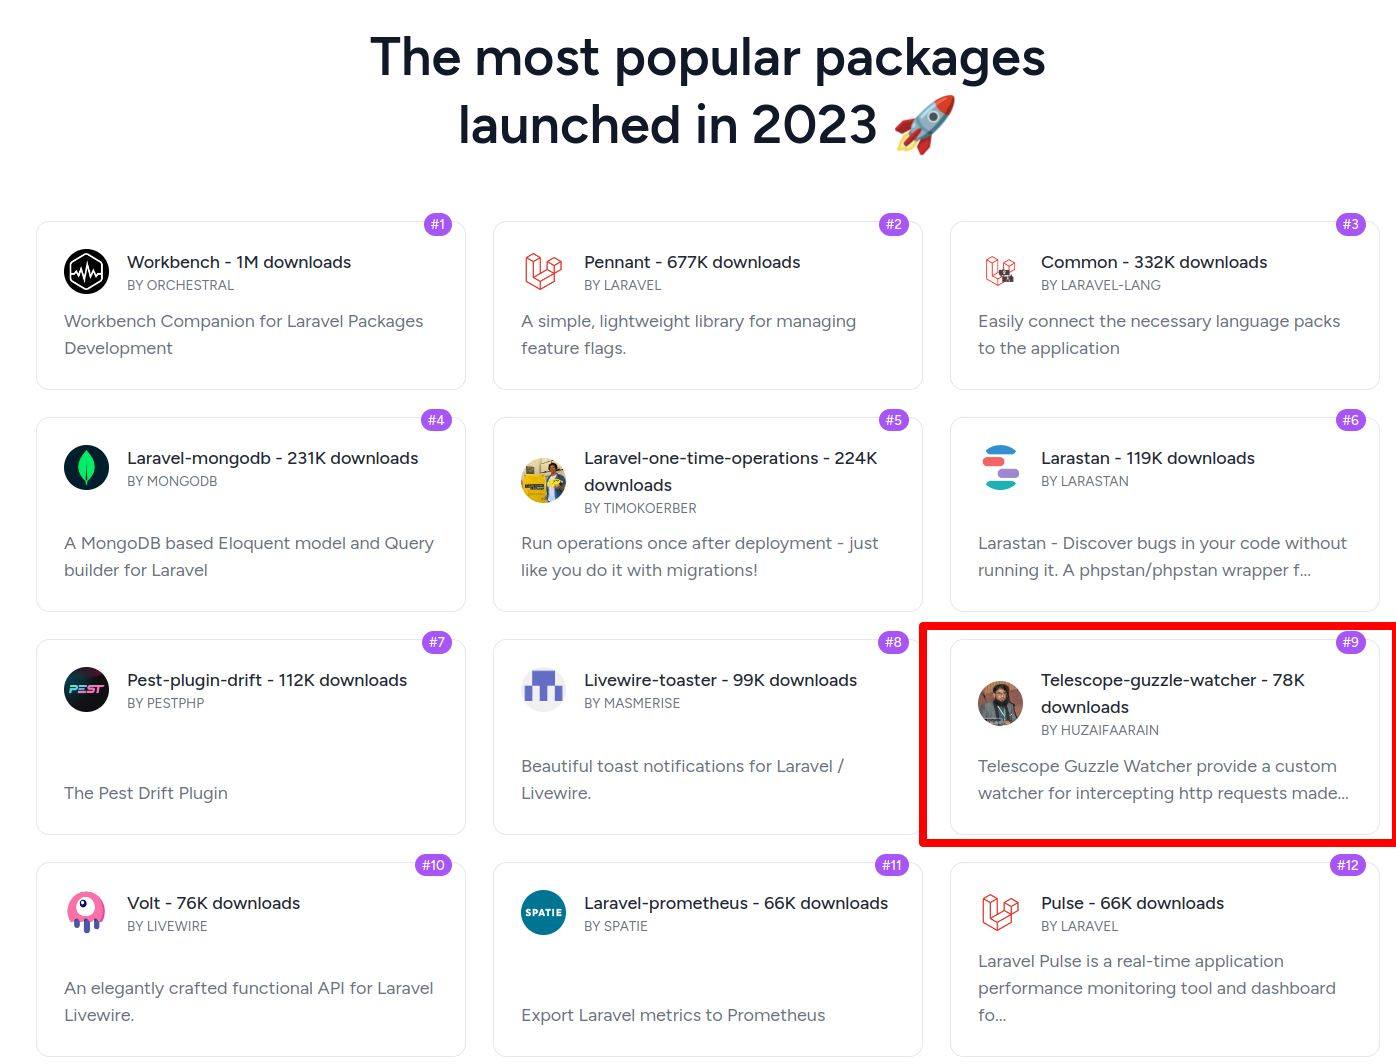 The most popular packages
launched in 2023 🚀
#1
Workbench - 1M downloads
BY ORCHESTRAL
Workbench Companion for Laravel Packages
Development
#2
Pennant - 677K downloads
BY LARAVEL
A simple, lightweight library for managing
feature flags.
#3
Common - 332K downloads
BY LARAVEL-LANG
Easily connect the necessary language packs
to the application
#4
Laravel-mongodb - 231K downloads
BY MONGODB
A MongoDB based Eloquent model and Query
builder for Laravel
#5
Laravel-one-time-operations - 224K
downloads
BY TIMOKOERBER
Run operations once after deployment - just
like you do it with migrations!
#6
Larastan - 119K downloads
BY LARASTAN
Larastan - Discover bugs in your code without
running it. A phpstan/phpstan wrapper f...
#7
PEST
Pest-plugin-drift - 112K downloads
BY PESTPHP
The Pest Drift Plugin
#8
Livewire-toaster - 99K downloads
BY MASMERISE
Beautiful toast notifications for Laravel /
Livewire.
#9
Telescope-guzzle-watcher - 78K
downloads
BY HUZAIFAARAIN
Telescope Guzzle Watcher provide a custom
watcher for intercepting http requests made...
#10
Volt - 76K downloads
BY LIVEWIRE
An elegantly crafted functional API for Laravel
Livewire.
#11
SPATIE
Laravel-prometheus - 66K downloads
BY SPATIE
Export Laravel metrics to Prometheus
#12
Pulse - 66K downloads
BY LARAVEL
Laravel Pulse is a real-time application
performance monitoring tool and dashboard
fo...